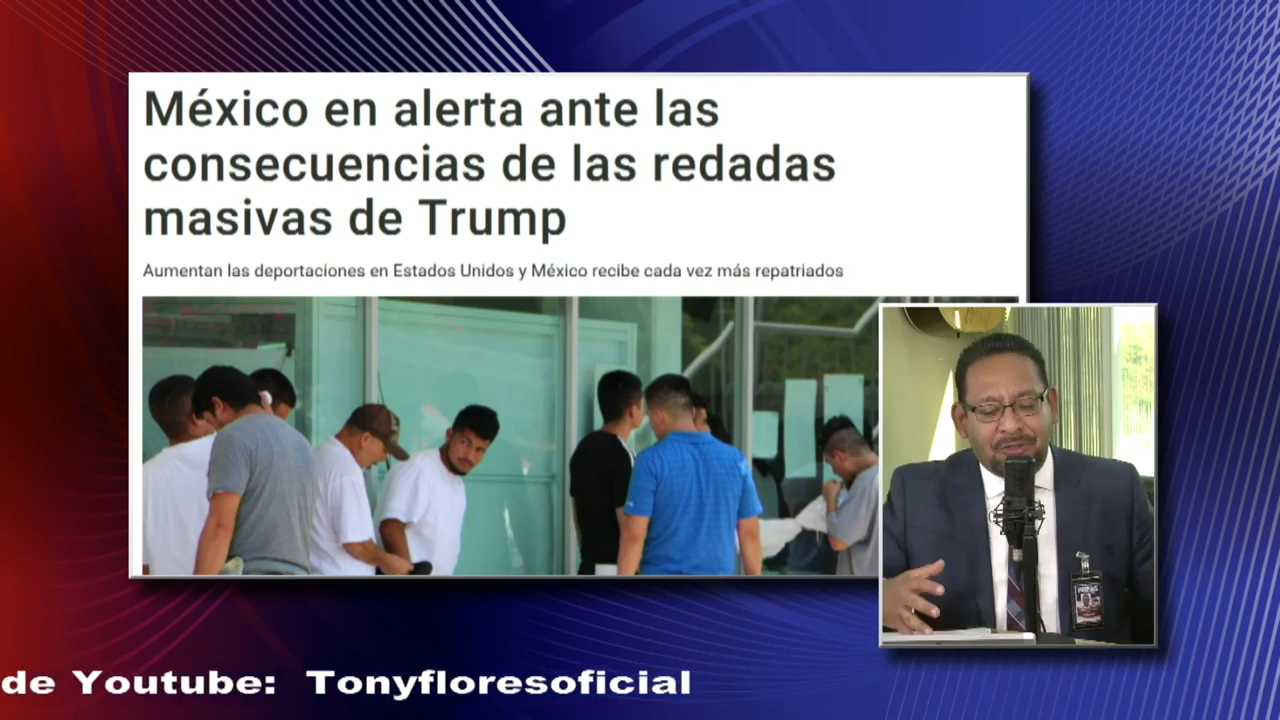 México en alerta ante las
consecuencias de las redadas
masivas de Trump
Aumentan las deportaciones en Estados Unidos y México recibe cada vez más repatriados
de Youtube: Tonyfloresoficial